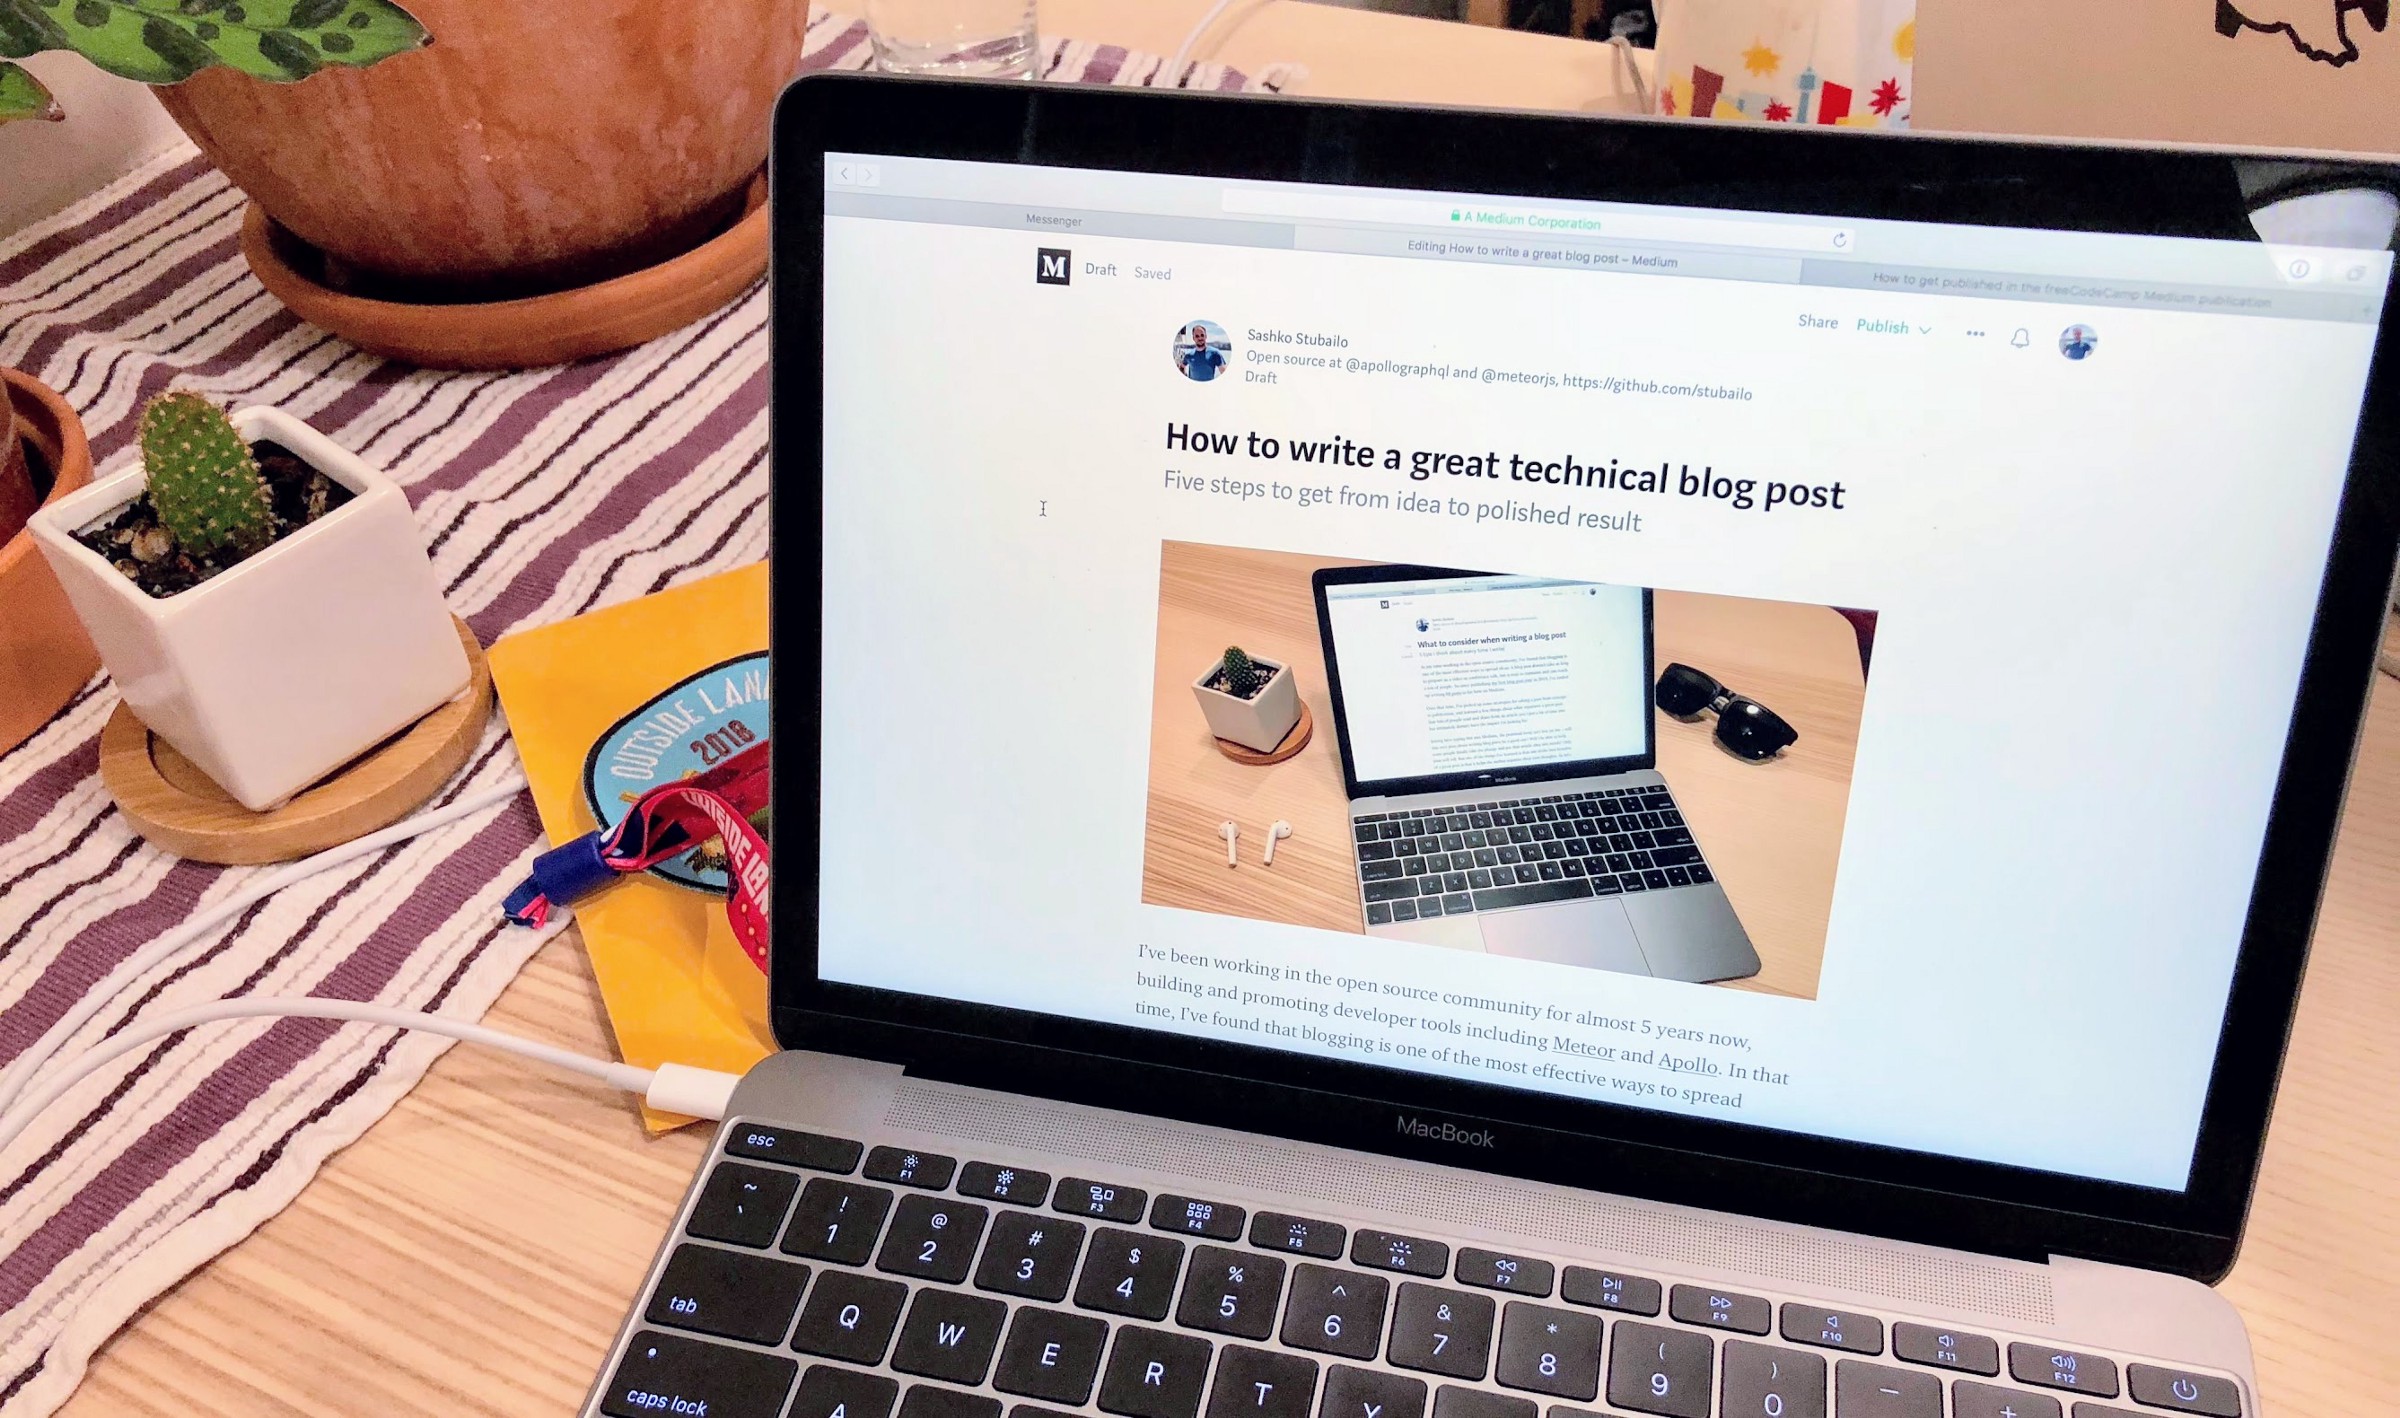 A Medium Corporation
Messenger
Editing How to write a great blog post – Medium
How to get published in the freeCodeCamp Medium publication
M
Draft Saved
Share Publish
Sashko Stubailo
Open source at @apollographql and @meteorjs, https://github.com/stubailo
Draft
How to write a great technical blog post
Five steps to get from idea to polished result
What to consider when writing a blog post
MacBook
I've been working in the open source community for almost 5 years now,
building and promoting developer tools including Meteor and Apollo. In that
time, I've found that blogging is one of the most effective ways to spread
OUTSIDE LAN
2018
OUTSIDE LAN
MacBook
esc F1 F2 F3 F4 F5 F6 F7 F8 F9 F10 F11 F12
~ ` ! 1 @ 2 # 3 $ 4 % 5 ^ 6 & 7 * 8 ( 9 ) 0 — +
tab Q W E R T Y
caps lock A